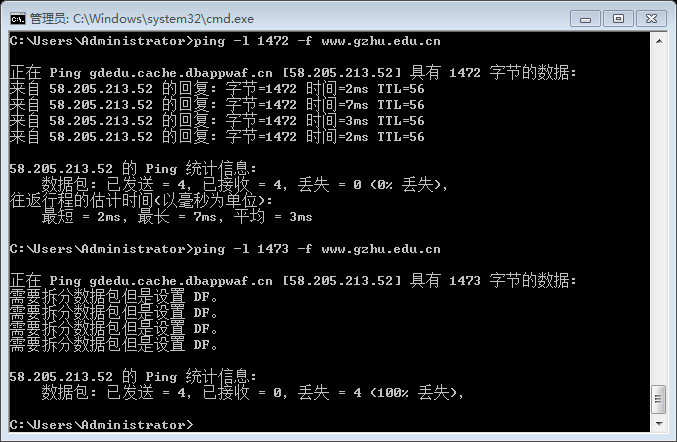 管理员: C:\Windows\system32\cmd.exe
C:\Users\Administrator>ping -l 1472 -f www.gzhu.edu.cn
正在 Ping gdedu.cache.dbappwaf.cn [58.205.213.52] 具有 1472 字节的数据:
来自 58.205.213.52 的回复: 字节=1472 时间=2ms TTL=56
来自 58.205.213.52 的回复: 字节=1472 时间=7ms TTL=56
来自 58.205.213.52 的回复: 字节=1472 时间=3ms TTL=56
来自 58.205.213.52 的回复: 字节=1472 时间=2ms TTL=56
58.205.213.52 的 Ping 统计信息:
    数据包: 已发送 = 4, 已接收 = 4, 丢失 = 0 (0% 丢失),
往返行程的估计时间(以毫秒为单位):
    最短 = 2ms, 最长 = 7ms, 平均 = 3ms
C:\Users\Administrator>ping -l 1473 -f www.gzhu.edu.cn
正在 Ping gdedu.cache.dbappwaf.cn [58.205.213.52] 具有 1473 字节的数据:
需要拆分数据包但是设置 DF。
需要拆分数据包但是设置 DF。
需要拆分数据包但是设置 DF。
需要拆分数据包但是设置 DF。
58.205.213.52 的 Ping 统计信息:
    数据包: 已发送 = 4, 已接收 = 0, 丢失 = 4 (100% 丢失),
C:\Users\Administrator>